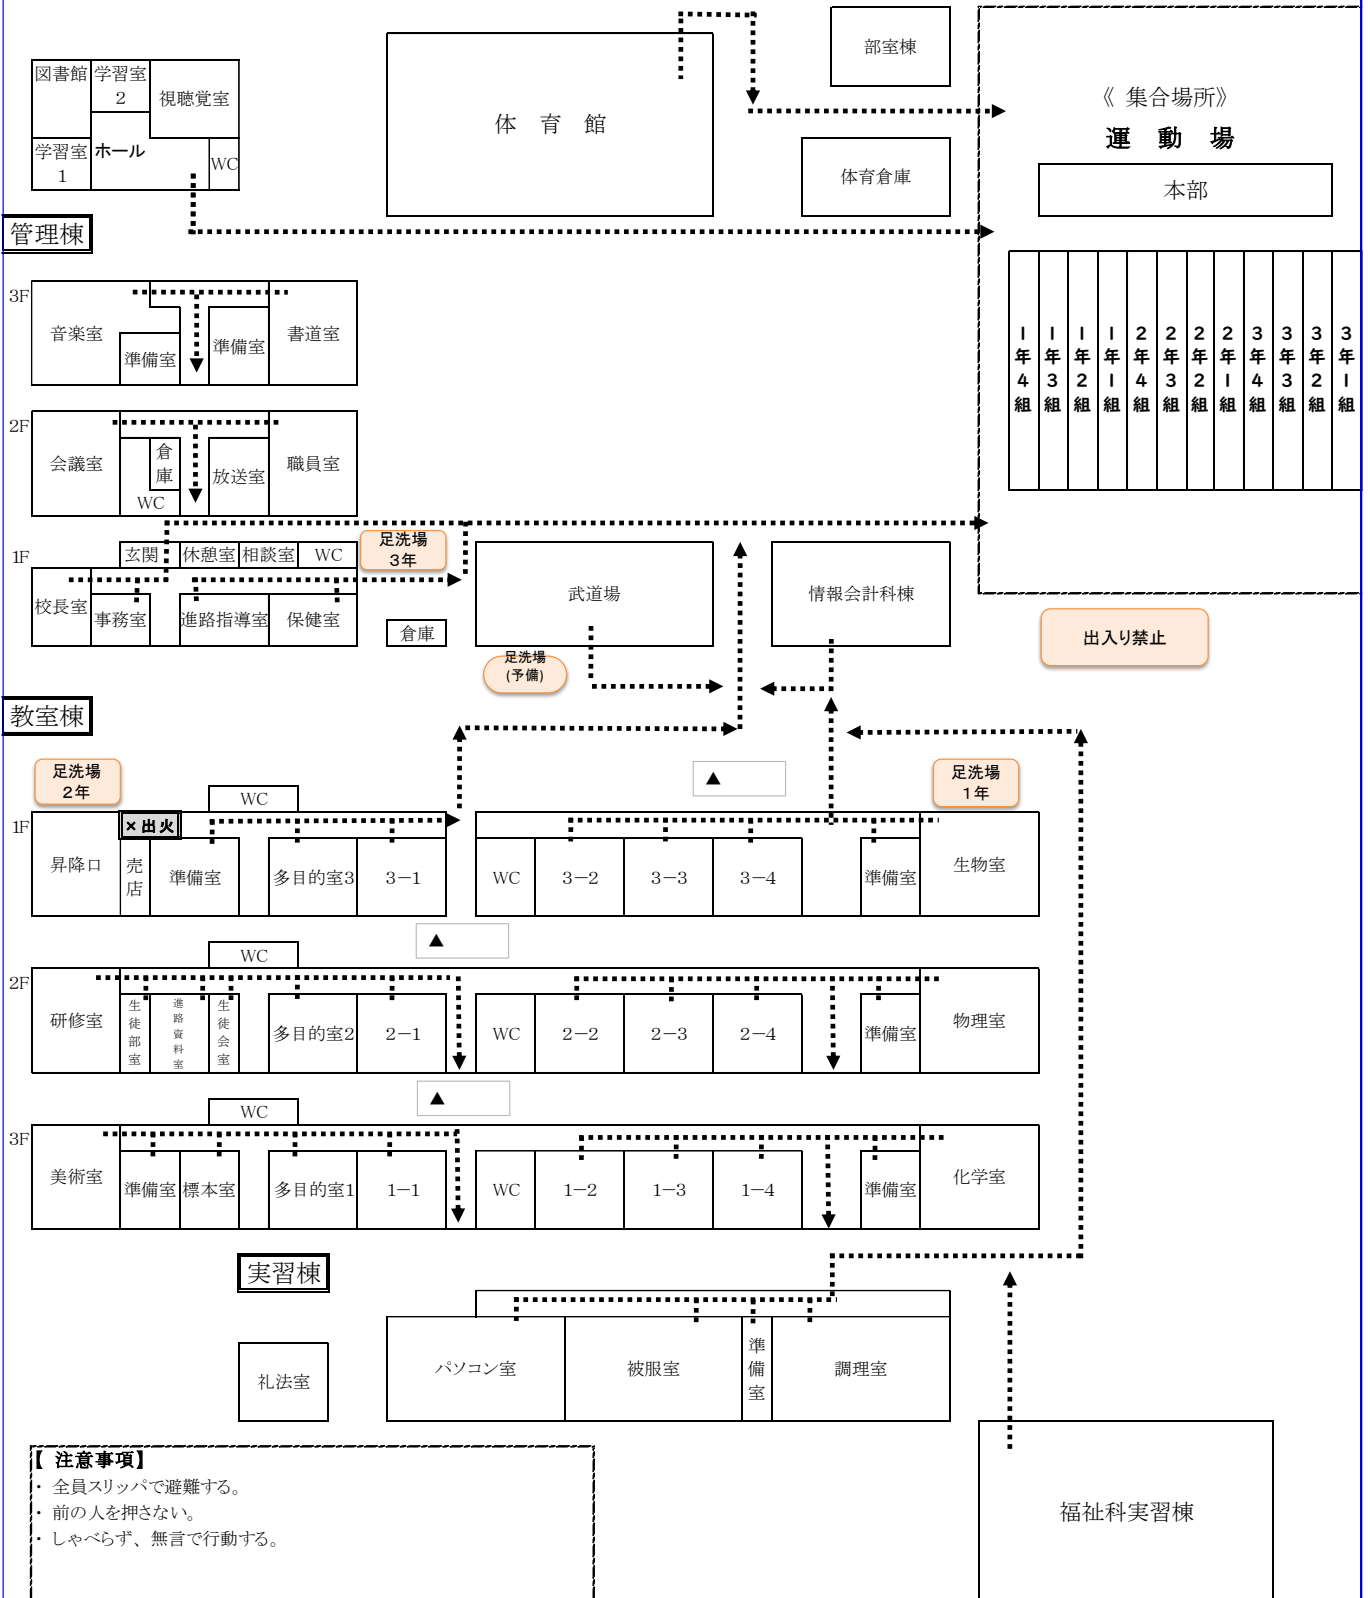 部室棟
図書館
学習室
2
視聴覚室
体 育 館
《 集合場所》
運 動 場
学習室
1
ホール
WC
体育倉庫
本部
管理棟
3F
音楽室
準備室
準備室
書道室
1年4組
1年3組
1年2組
1年1組
2年4組
2年3組
2年2組
2年1組
3年4組
3年3組
3年2組
3年1組
2F
会議室
倉庫
WC
放送室
職員室
1F
玄関
休憩室
相談室
WC
足洗場
3年
校長室
事務室
進路指導室
保健室
倉庫
武道場
情報会計科棟
足洗場
(予備)
出入り禁止
教室棟
足洗場
2年
WC
▲
足洗場
1年
1F
×出火
昇降口
売店
準備室
多目的室3
3−1
WC
3−2
3−3
3−4
準備室
生物室
▲
WC
2F
研修室
生徒部室
進路資料室
生徒会室
多目的室2
2−1
WC
2−2
2−3
2−4
準備室
物理室
▲
WC
3F
美術室
準備室
標本室
多目的室1
1−1
WC
1−2
1−3
1−4
準備室
化学室
実習棟
礼法室
パソコン室
被服室
準備室
調理室
【 注意事項】
・ 全員スリッパで避難する。
・ 前の人を押さない。
・ しゃべらず、無言で行動する。
福祉科実習棟